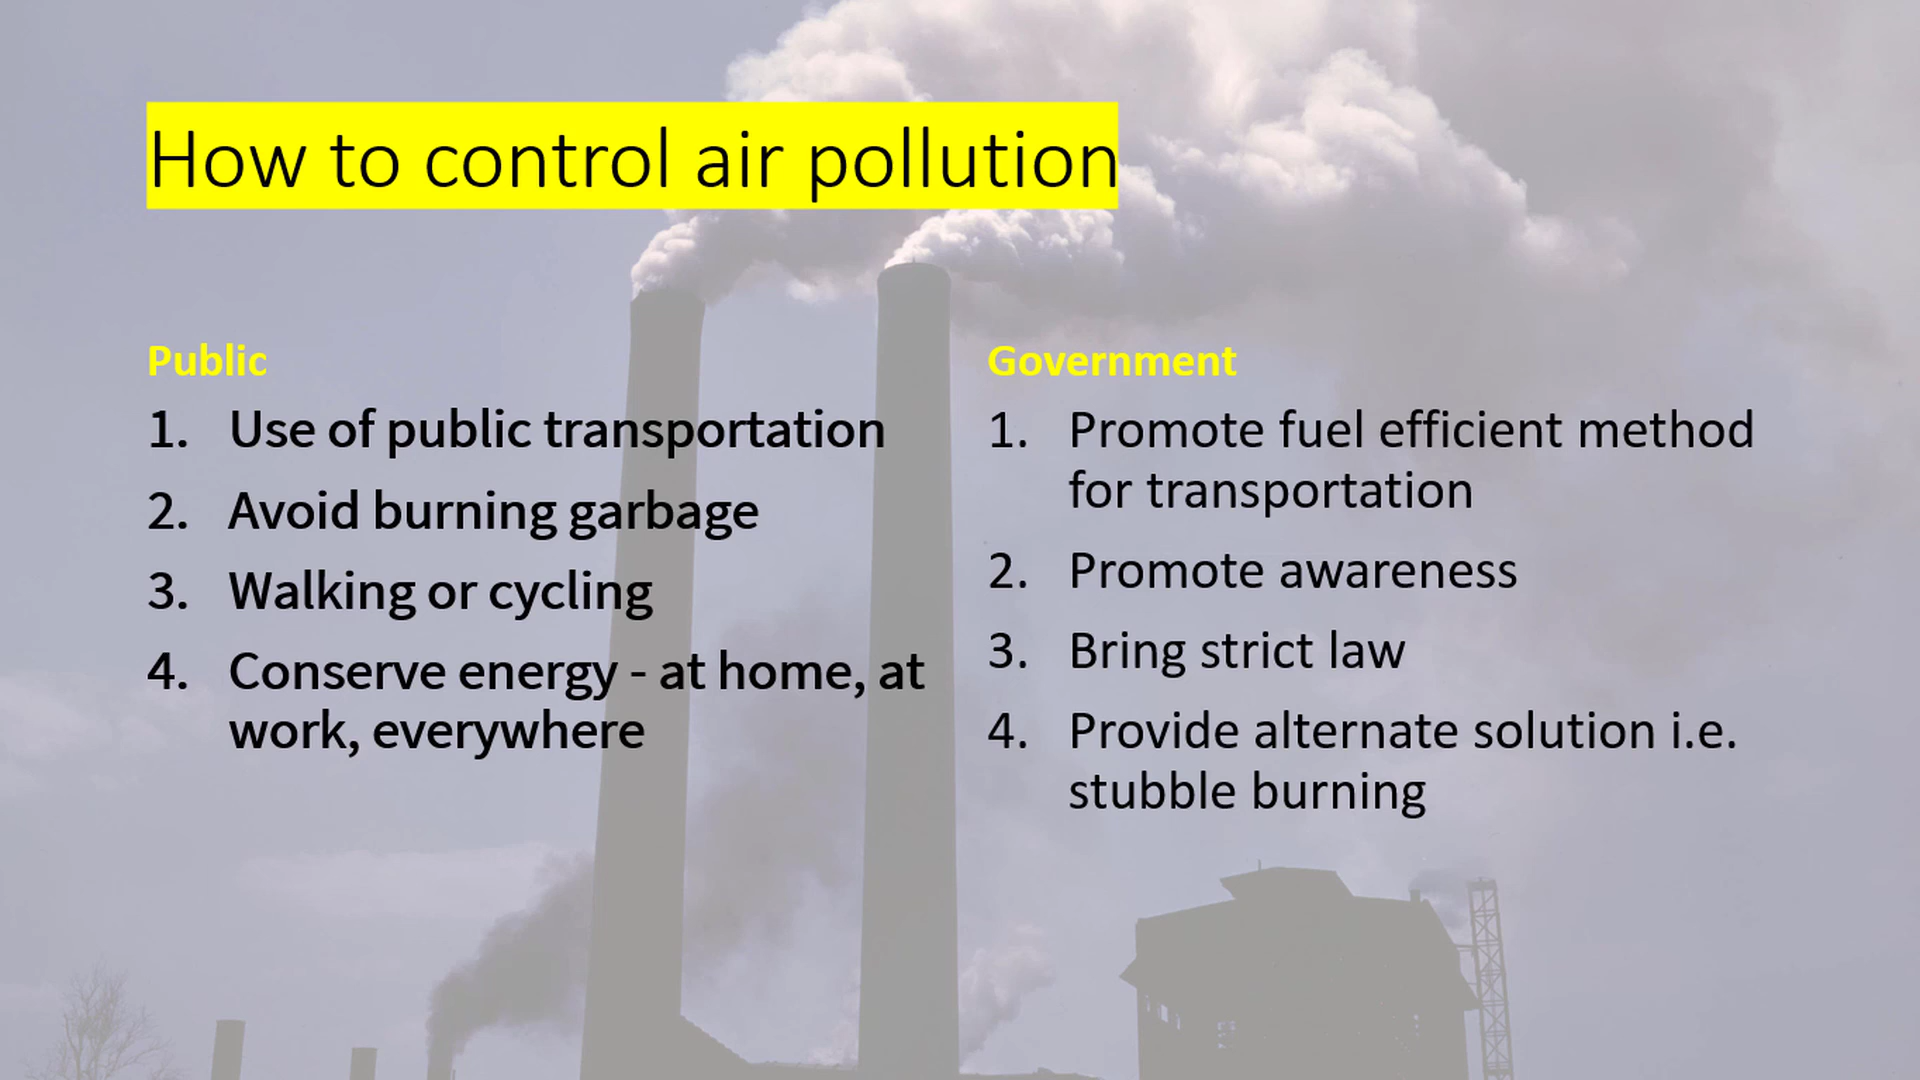 How to control air pollution
Public
1. Use of public transportation
2. Avoid burning garbage
3. Walking or cycling
4. Conserve energy - at home, at
work, everywhere
Government
1. Promote fuel efficient method
for transportation
2. Promote awareness
3. Bring strict law
4. Provide alternate solution i.e.
stubble burning